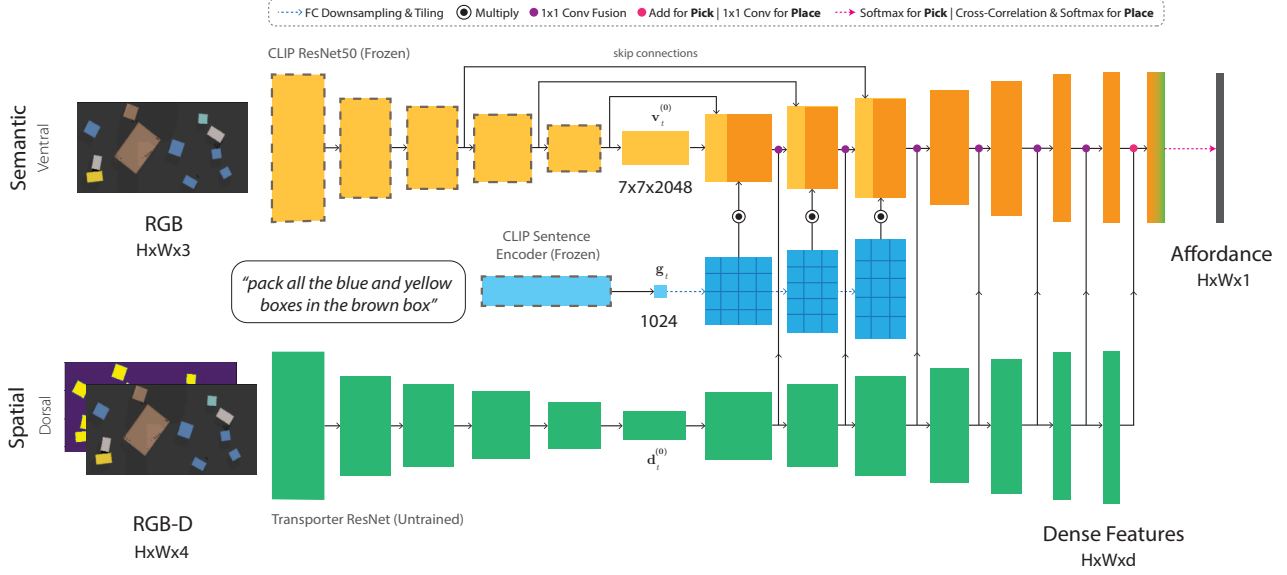 FC Downsampling & Tiling
Multiply
1x1 Conv Fusion
Add for Pick | 1x1 Conv for Place
Softmax for Pick | Cross-Correlation & Softmax for Place
CLIP ResNet50 (Frozen)
skip connections
Semantic
Ventral
v_t^(0)
7x7x2048
RGB
HxWx3
CLIP Sentence
Encoder (Frozen)
Affordance
HxWx1
"pack all the blue and yellow
boxes in the brown box"
g_t
1024
Spatial
Dorsal
d_t^(0)
Transporter ResNet (Untrained)
RGB-D
HxWx4
Dense Features
HxWxd